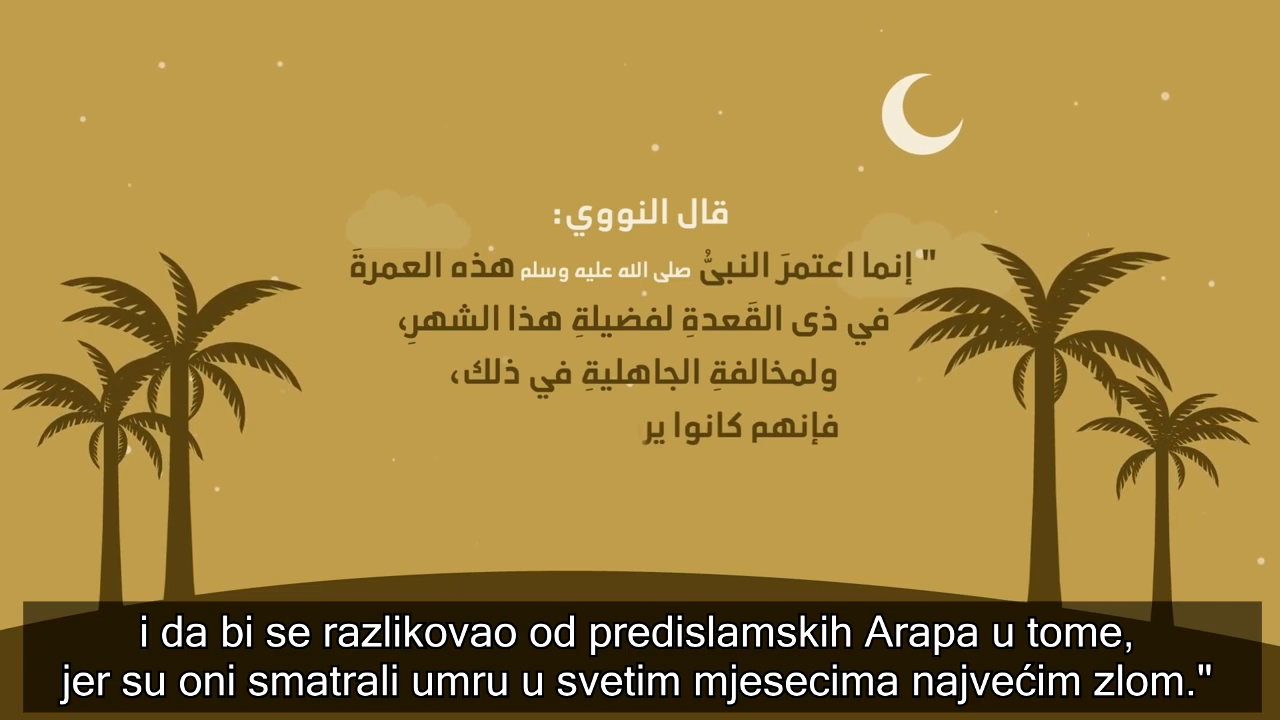 قال النووي:
" إنما اعتمرَ النبىُّ صلى الله عليه وسلم هذه العمرةَ
في ذى القَعدةِ لفضيلةِ هذا الشهرِ،
ولمخالفةِ الجاهليةِ في ذلك،
فإنهم كانوا ير
i da bi se razlikovao od predislamskih Arapa u tome,
jer su oni smatrali umru u svetim mjesecima najvećim zlom."